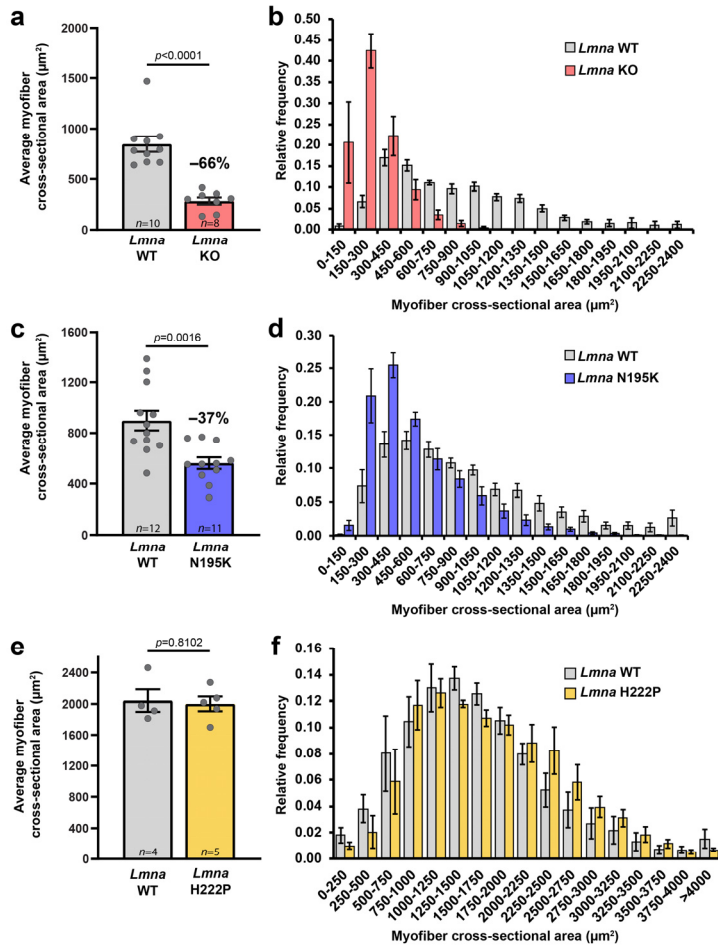 a
Average myofiber
cross-sectional area (µm²)
2000
1500
1000
500
0
p<0.0001
–66%
n=10
n=8
Lmna
WT
Lmna
KO
b
Relative frequency
0.50
0.45
0.40
0.35
0.30
0.25
0.20
0.15
0.10
0.05
0.00
Lmna WT
Lmna KO
0-150
150-300
300-450
450-600
600-750
750-900
900-1050
1050-1200
1200-1350
1350-1500
1500-1650
1650-1800
1800-1950
1950-2100
2100-2250
2250-2400
Myofiber cross-sectional area (µm²)
c
Average myofiber
cross-sectional area (µm²)
1600
1200
800
400
0
p=0.0016
–37%
n=12
n=11
Lmna
WT
Lmna
N195K
d
Relative frequency
0.30
0.25
0.20
0.15
0.10
0.05
0.00
Lmna WT
Lmna N195K
0-150
150-300
300-450
450-600
600-750
750-900
900-1050
1050-1200
1200-1350
1350-1500
1500-1650
1650-1800
1800-1950
1950-2100
2100-2250
2250-2400
Myofiber cross-sectional area (µm²)
e
Average myofiber
cross-sectional area (µm²)
2400
2000
1600
1200
800
400
0
p=0.8102
n=4
n=5
Lmna
WT
Lmna
H222P
f
Relative frequency
0.16
0.14
0.12
0.10
0.08
0.06
0.04
0.02
0.00
Lmna WT
Lmna H222P
0-250
250-500
500-750
750-1000
1000-1250
1250-1500
1500-1750
1750-2000
2000-2250
2250-2500
2500-2750
2750-3000
3000-3250
3250-3500
3500-3750
3750-4000
>4000
Myofiber cross-sectional area (µm²)